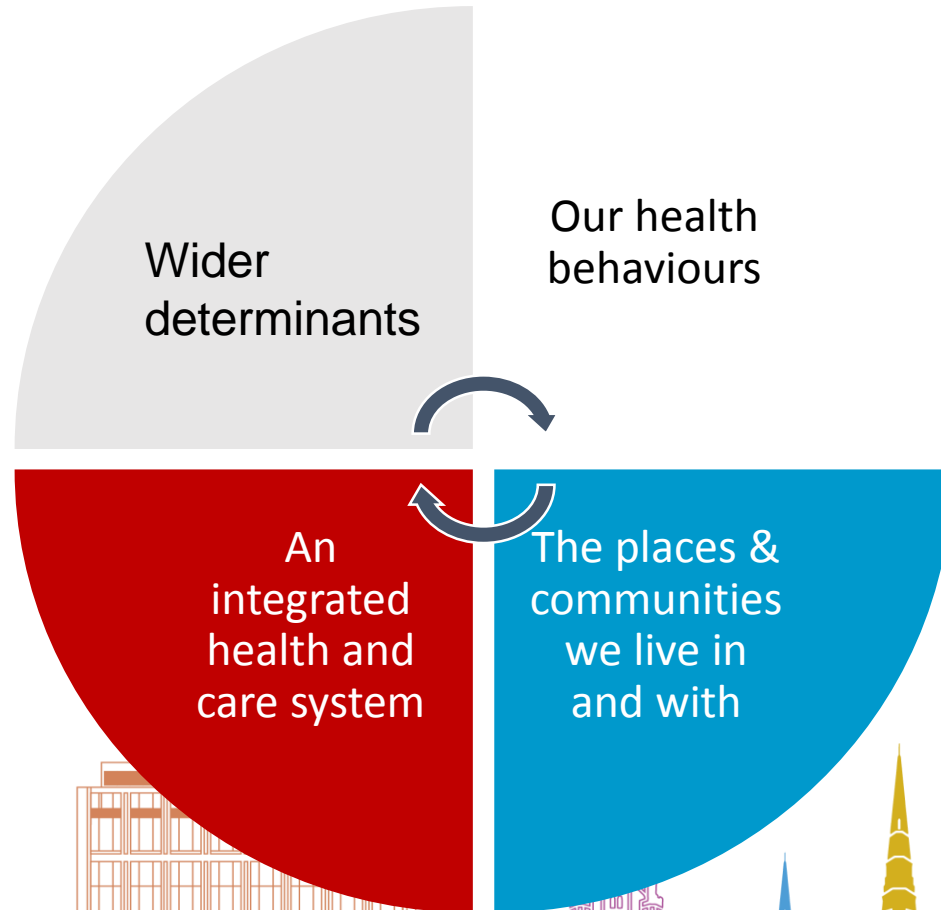 Wider
determinants
Our health
behaviours
An
integrated
health and
care system
The places &
communities
we live in
and with